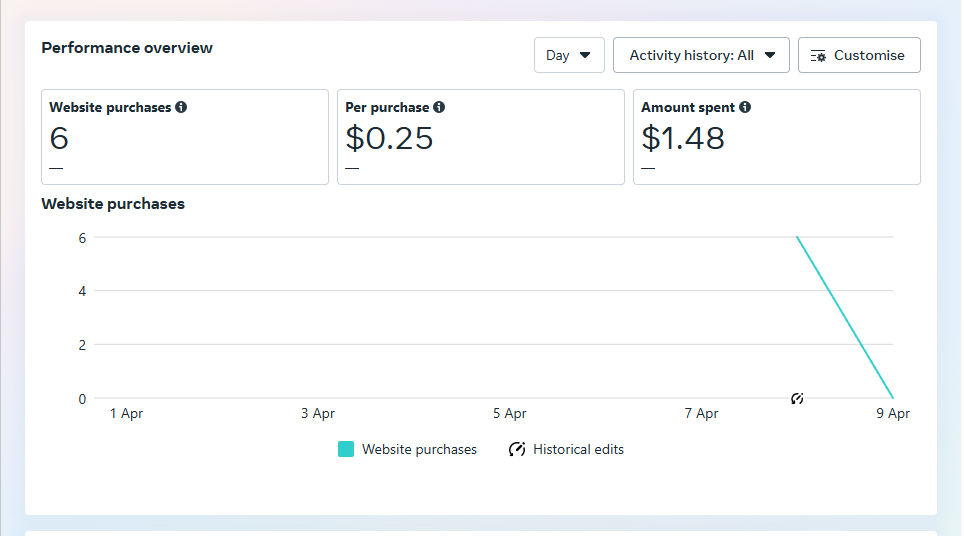 Performance overview
Day
Activity history: All
Customise
Website purchases
6
—
Per purchase
$0.25
—
Amount spent
$1.48
—
Website purchases
6
4
2
0
1 Apr 3 Apr 5 Apr 7 Apr 9 Apr
Website purchases Historical edits